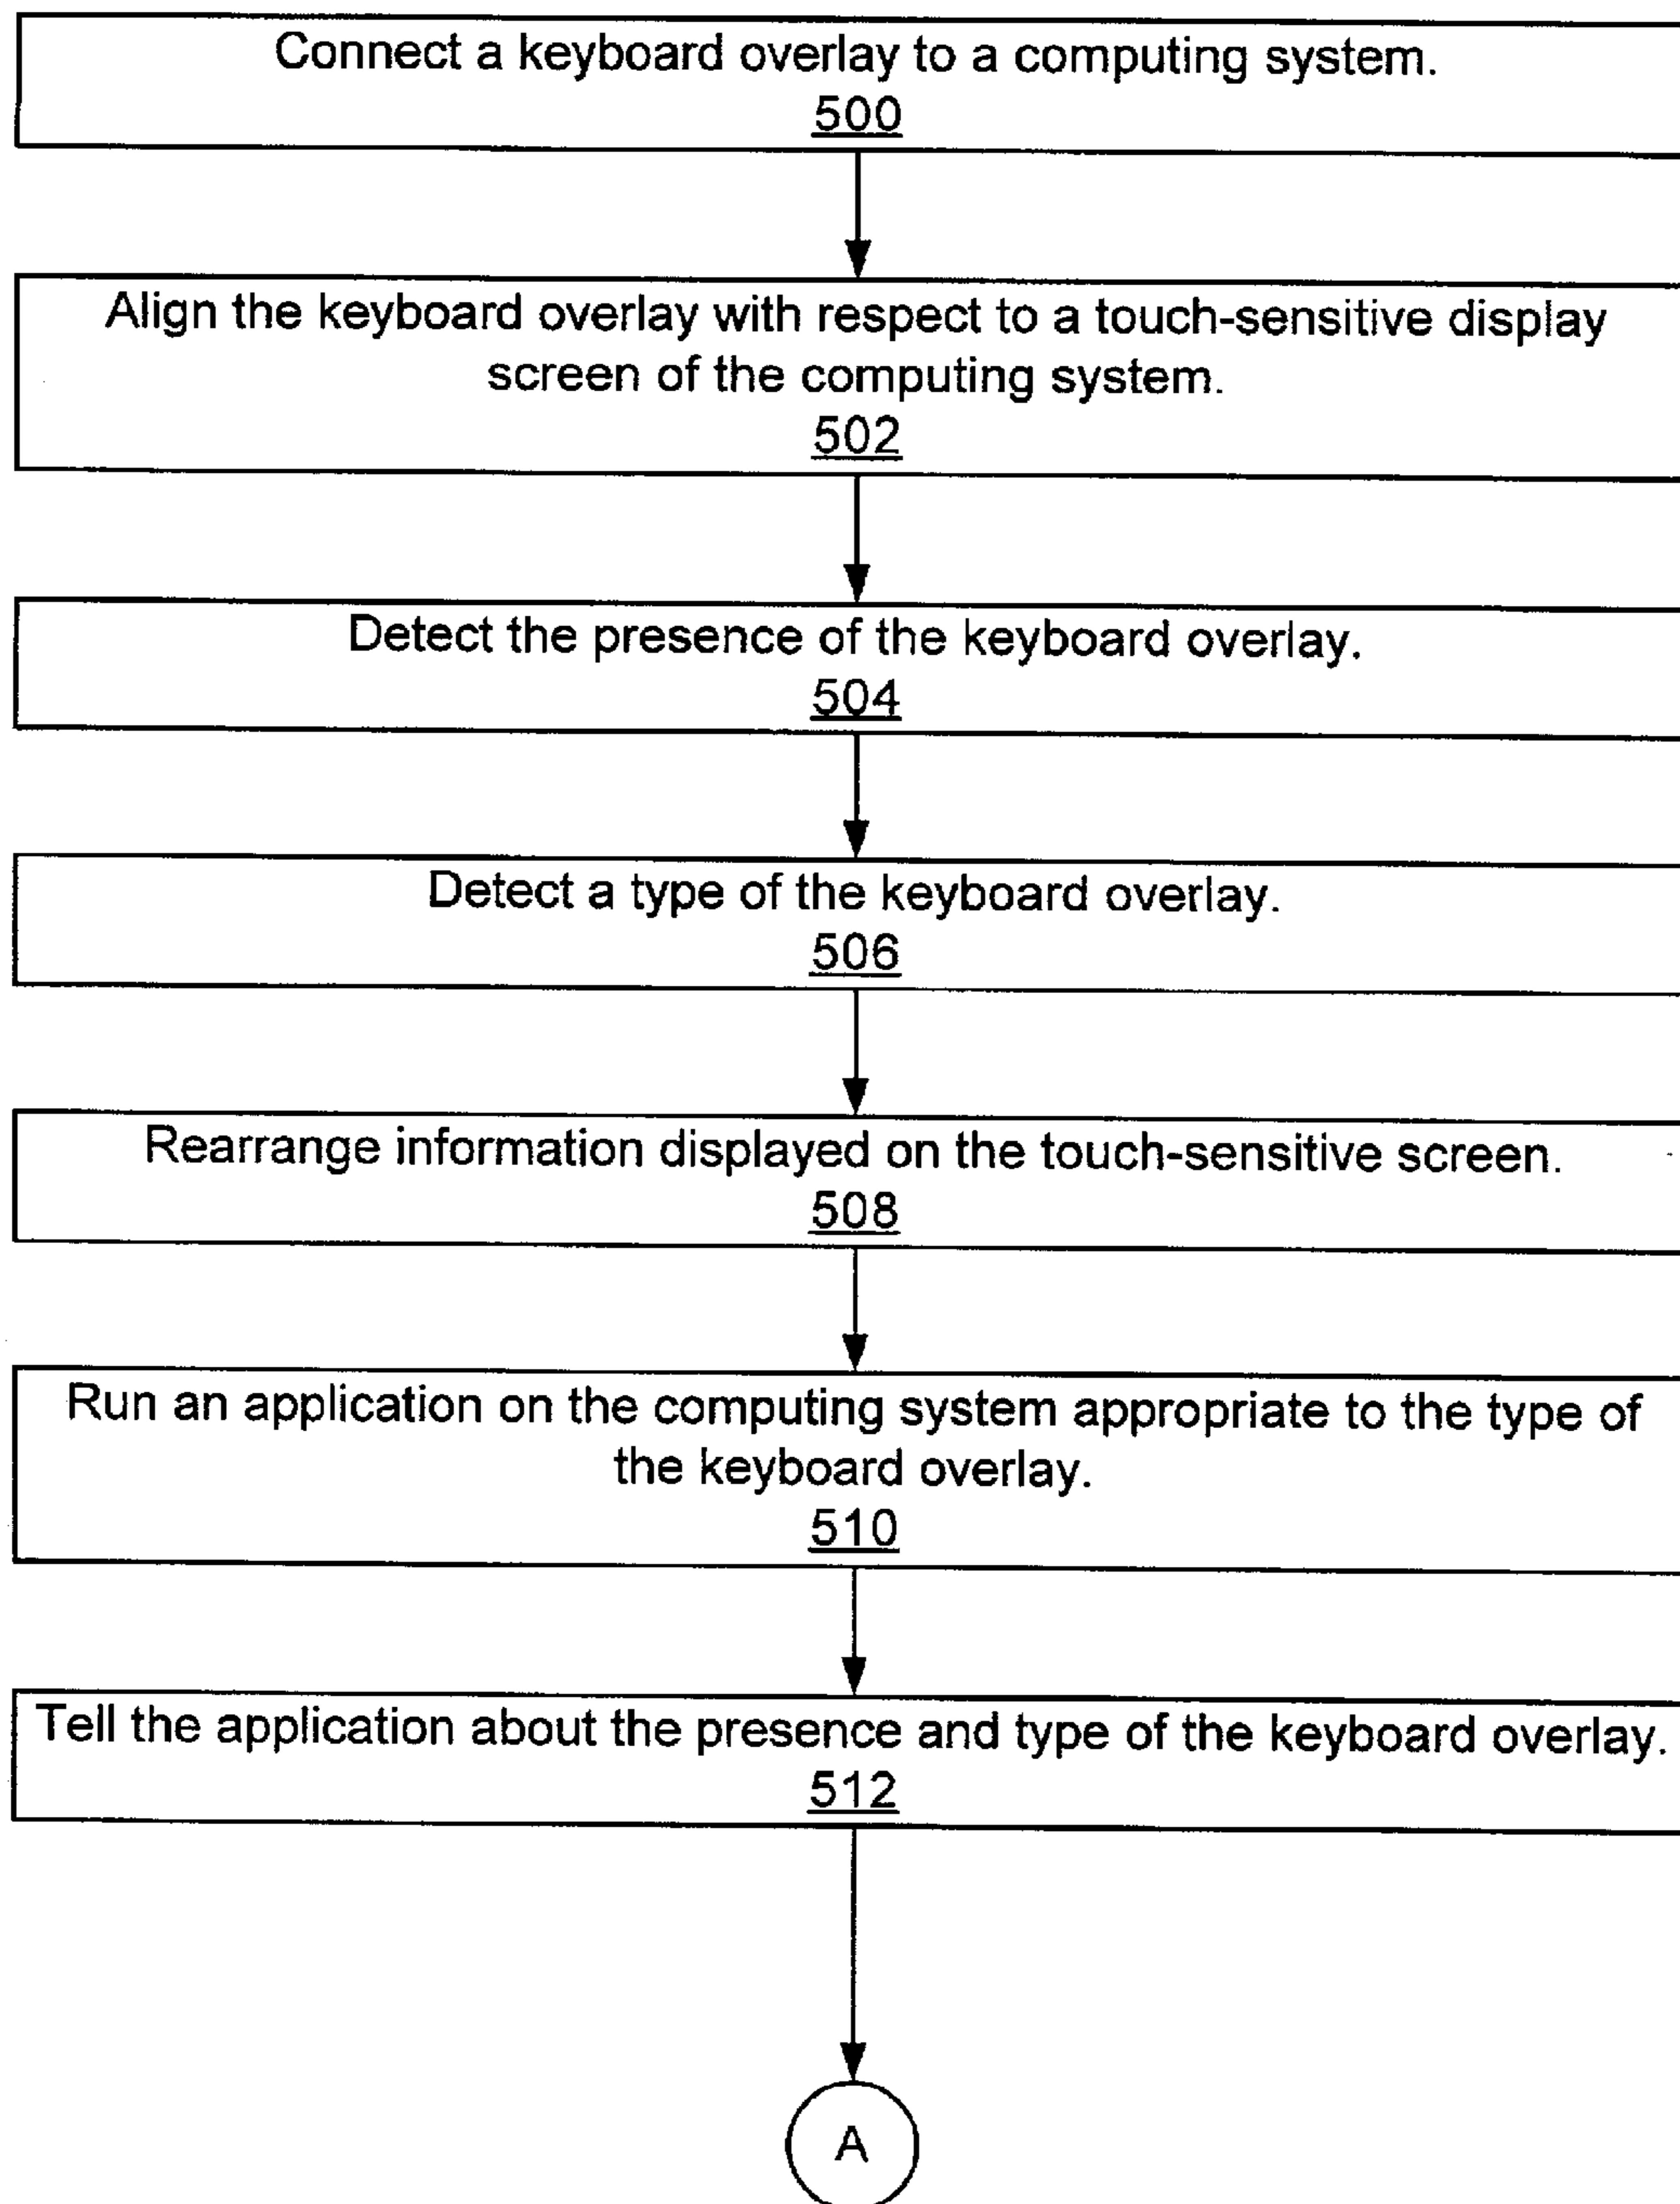 Connect a keyboard overlay to a computing system.
500
Align the keyboard overlay with respect to a touch-sensitive display
screen of the computing system.
502
Detect the presence of the keyboard overlay.
504
Detect a type of the keyboard overlay.
506
Rearrange information displayed on the touch-sensitive screen.
508
Run an application on the computing system appropriate to the type of
the keyboard overlay.
510
Tell the application about the presence and type of the keyboard overlay.
512
A